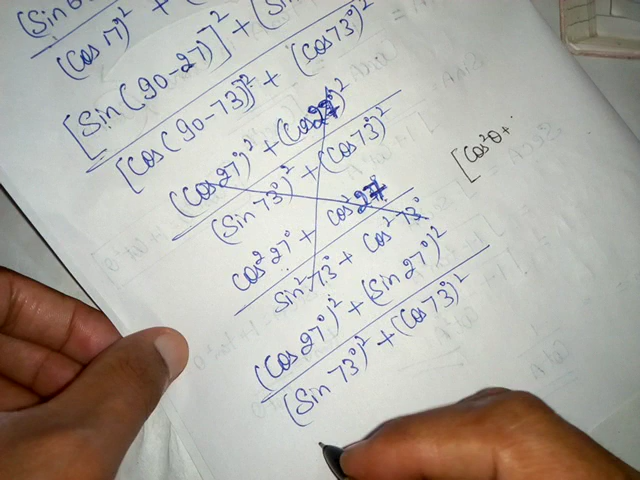 (Sin 6
(Cos 17)² + (
[Sin (90-27)]² + (Sin
[Cos (90-73)]² + (Cos 73°)²
(Cos 27°)² + (Cos 27°)²
(Sin 73°)² + (Cos 73°)²
Cos² 27° + Cos² 27°
Sin² 73° + Cos² 73°
(Cos 27°)² + (Sin 27°)²
(Sin 73°)² + (Cos 73°)²
[Cos²θ +